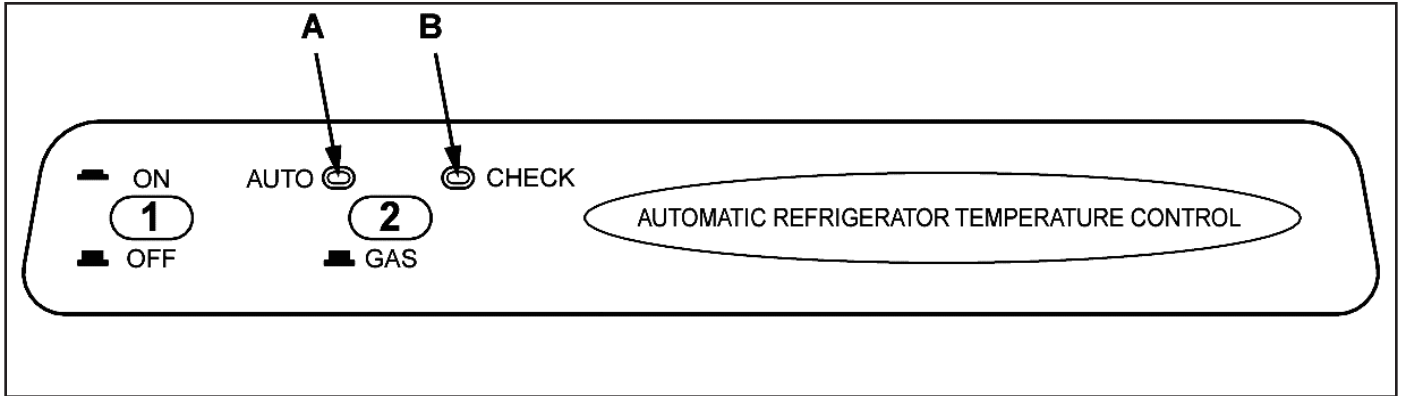 A B
ON AUTO CHECK
1 2 AUTOMATIC REFRIGERATOR TEMPERATURE CONTROL
OFF GAS